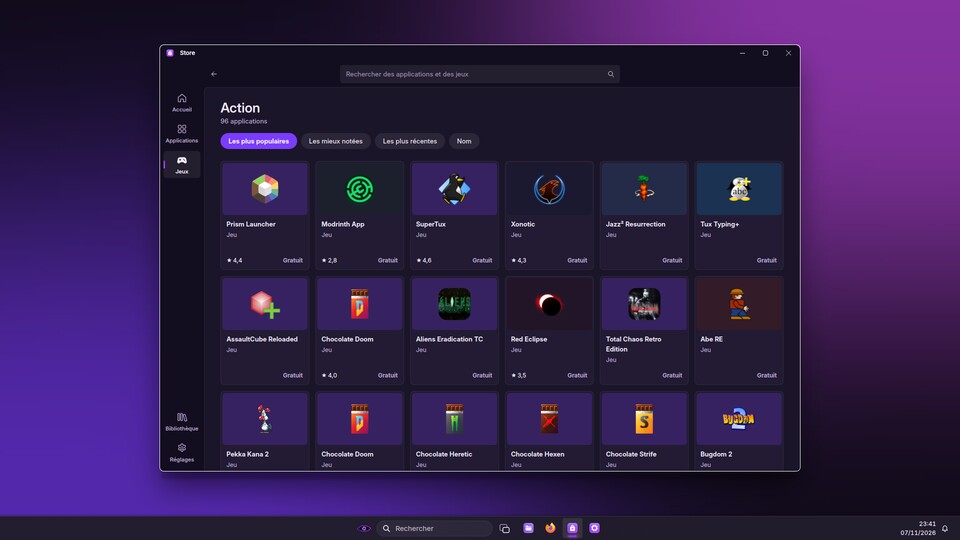 Store
Rechercher des applications et des jeux
Accueil
Applications
Jeux
Bibliothèque
Réglages
Action
96 applications
Les plus populaires
Les mieux notées
Les plus récentes
Nom
Prism Launcher
Jeu
★ 4,4 Gratuit
Modrinth App
Jeu
★ 2,8 Gratuit
SuperTux
Jeu
★ 4,6 Gratuit
Xonotic
Jeu
★ 4,3 Gratuit
Jazz² Resurrection
Jeu
Gratuit
abc
Tux Typing+
Jeu
Gratuit
AssaultCube Reloaded
Jeu
Gratuit
D
Chocolate Doom
Jeu
★ 4,0 Gratuit
ALIENS
Aliens Eradication TC
Jeu
Gratuit
Red Eclipse
Jeu
★ 3,5 Gratuit
Total Chaos Retro
Edition
Jeu
Gratuit
Abe RE
Jeu
Gratuit
Pekka Kana 2
Jeu
D
Chocolate Doom
Jeu
H
Chocolate Heretic
Jeu
X
Chocolate Hexen
Jeu
S
Chocolate Strife
Jeu
BUGDOM
2
Bugdom 2
Jeu
Rechercher
23:41
07/11/2026